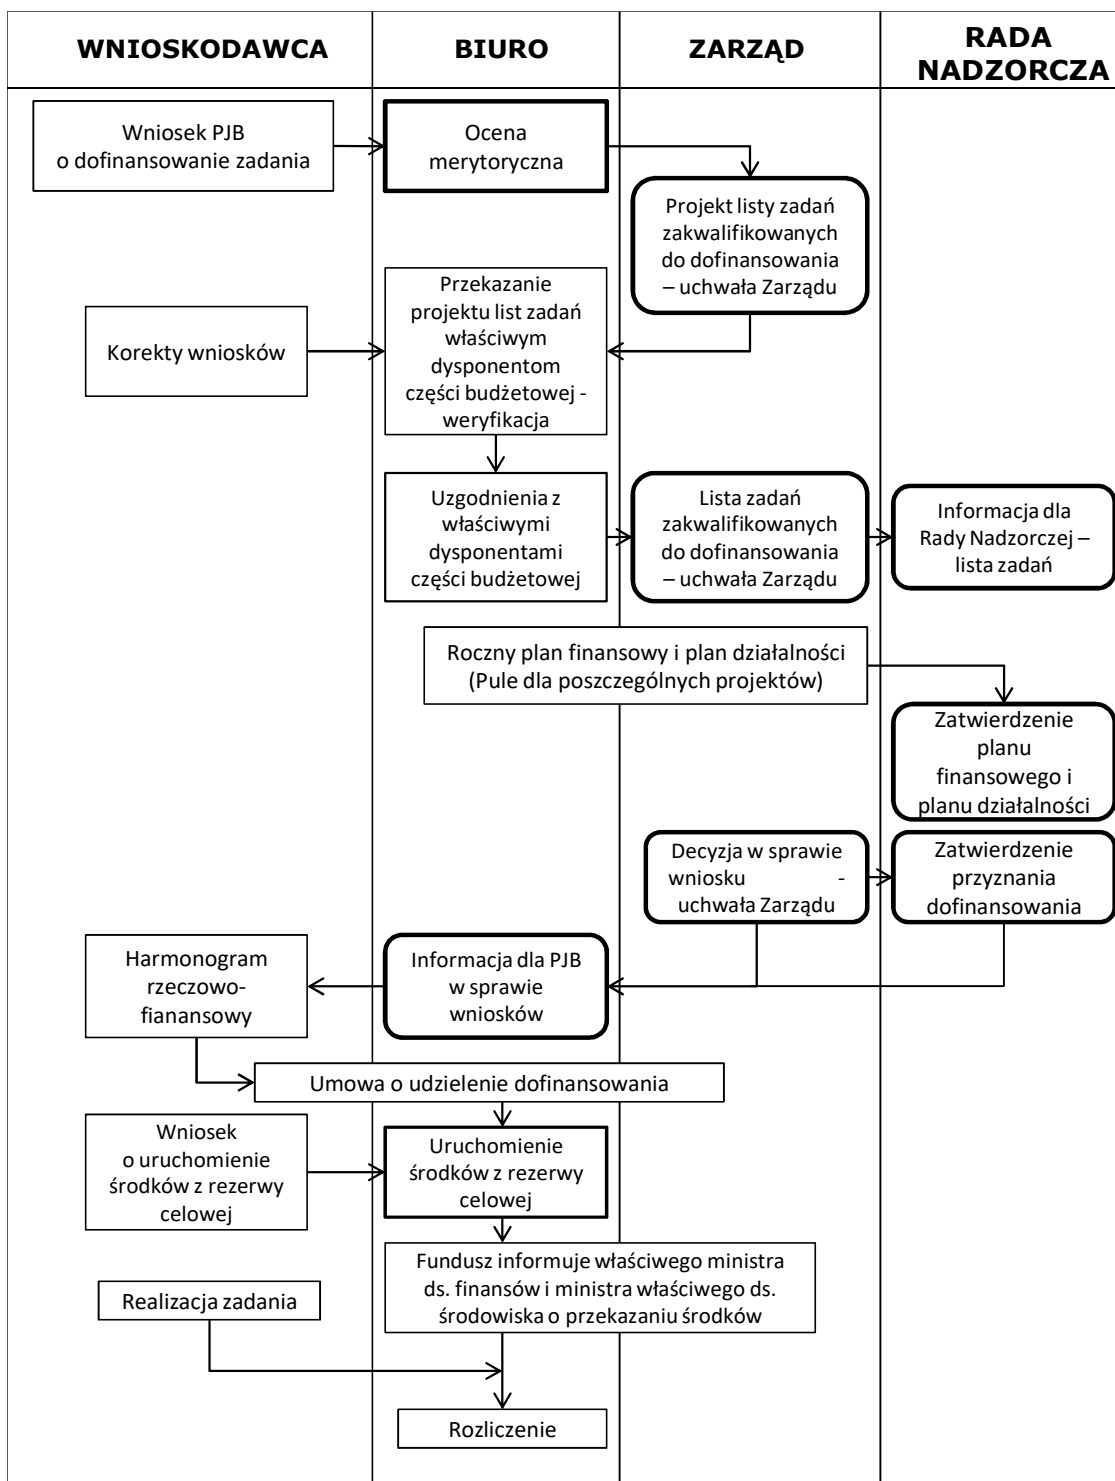 WNIOSKODAWCA
BIURO
ZARZĄD
RADA
NADZORCZA
Wniosek PJB
o dofinansowanie zadania
Ocena
merytoryczna
Projekt listy zadań
zakwalifikowanych
do dofinansowania
– uchwała Zarządu
Korekty wniosków
Przekazanie
projektu list zadań
właściwym
dysponentom
części budżetowej -
weryfikacja
Uzgodnienia z
właściwymi
dysponentami
części budżetowej
Lista zadań
zakwalifikowanych
do dofinansowania
– uchwała Zarządu
Informacja dla
Rady Nadzorczej –
lista zadań
Roczny plan finansowy i plan działalności
(Pule dla poszczególnych projektów)
Zatwierdzenie
planu
finansowego i
planu działalności
Decyzja w sprawie
wniosku -
uchwała Zarządu
Zatwierdzenie
przyznania
dofinansowania
Harmonogram
rzeczowo-
fianansowy
Informacja dla PJB
w sprawie
wniosków
Umowa o udzielenie dofinansowania
Wniosek
o uruchomienie
środków z rezerwy
celowej
Uruchomienie
środków z rezerwy
celowej
Fundusz informuje właściwego ministra
ds. finansów i ministra właściwego ds.
środowiska o przekazaniu środków
Realizacja zadania
Rozliczenie